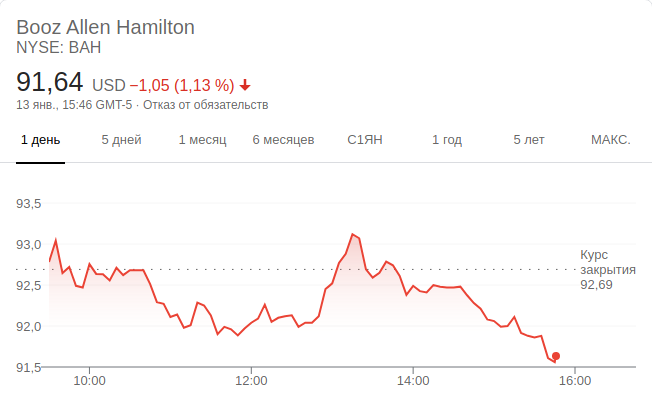 Booz Allen Hamilton
NYSE: BAH
91,64 USD −1,05 (1,13 %)
13 янв., 15:46 GMT-5 · Отказ от обязательств
1 день 5 дней 1 месяц 6 месяцев С1ЯН 1 год 5 лет МАКС.
93,5
93,0
92,5
92,0
91,5
Курс
закрытия
92,69
10:00 12:00 14:00 16:00